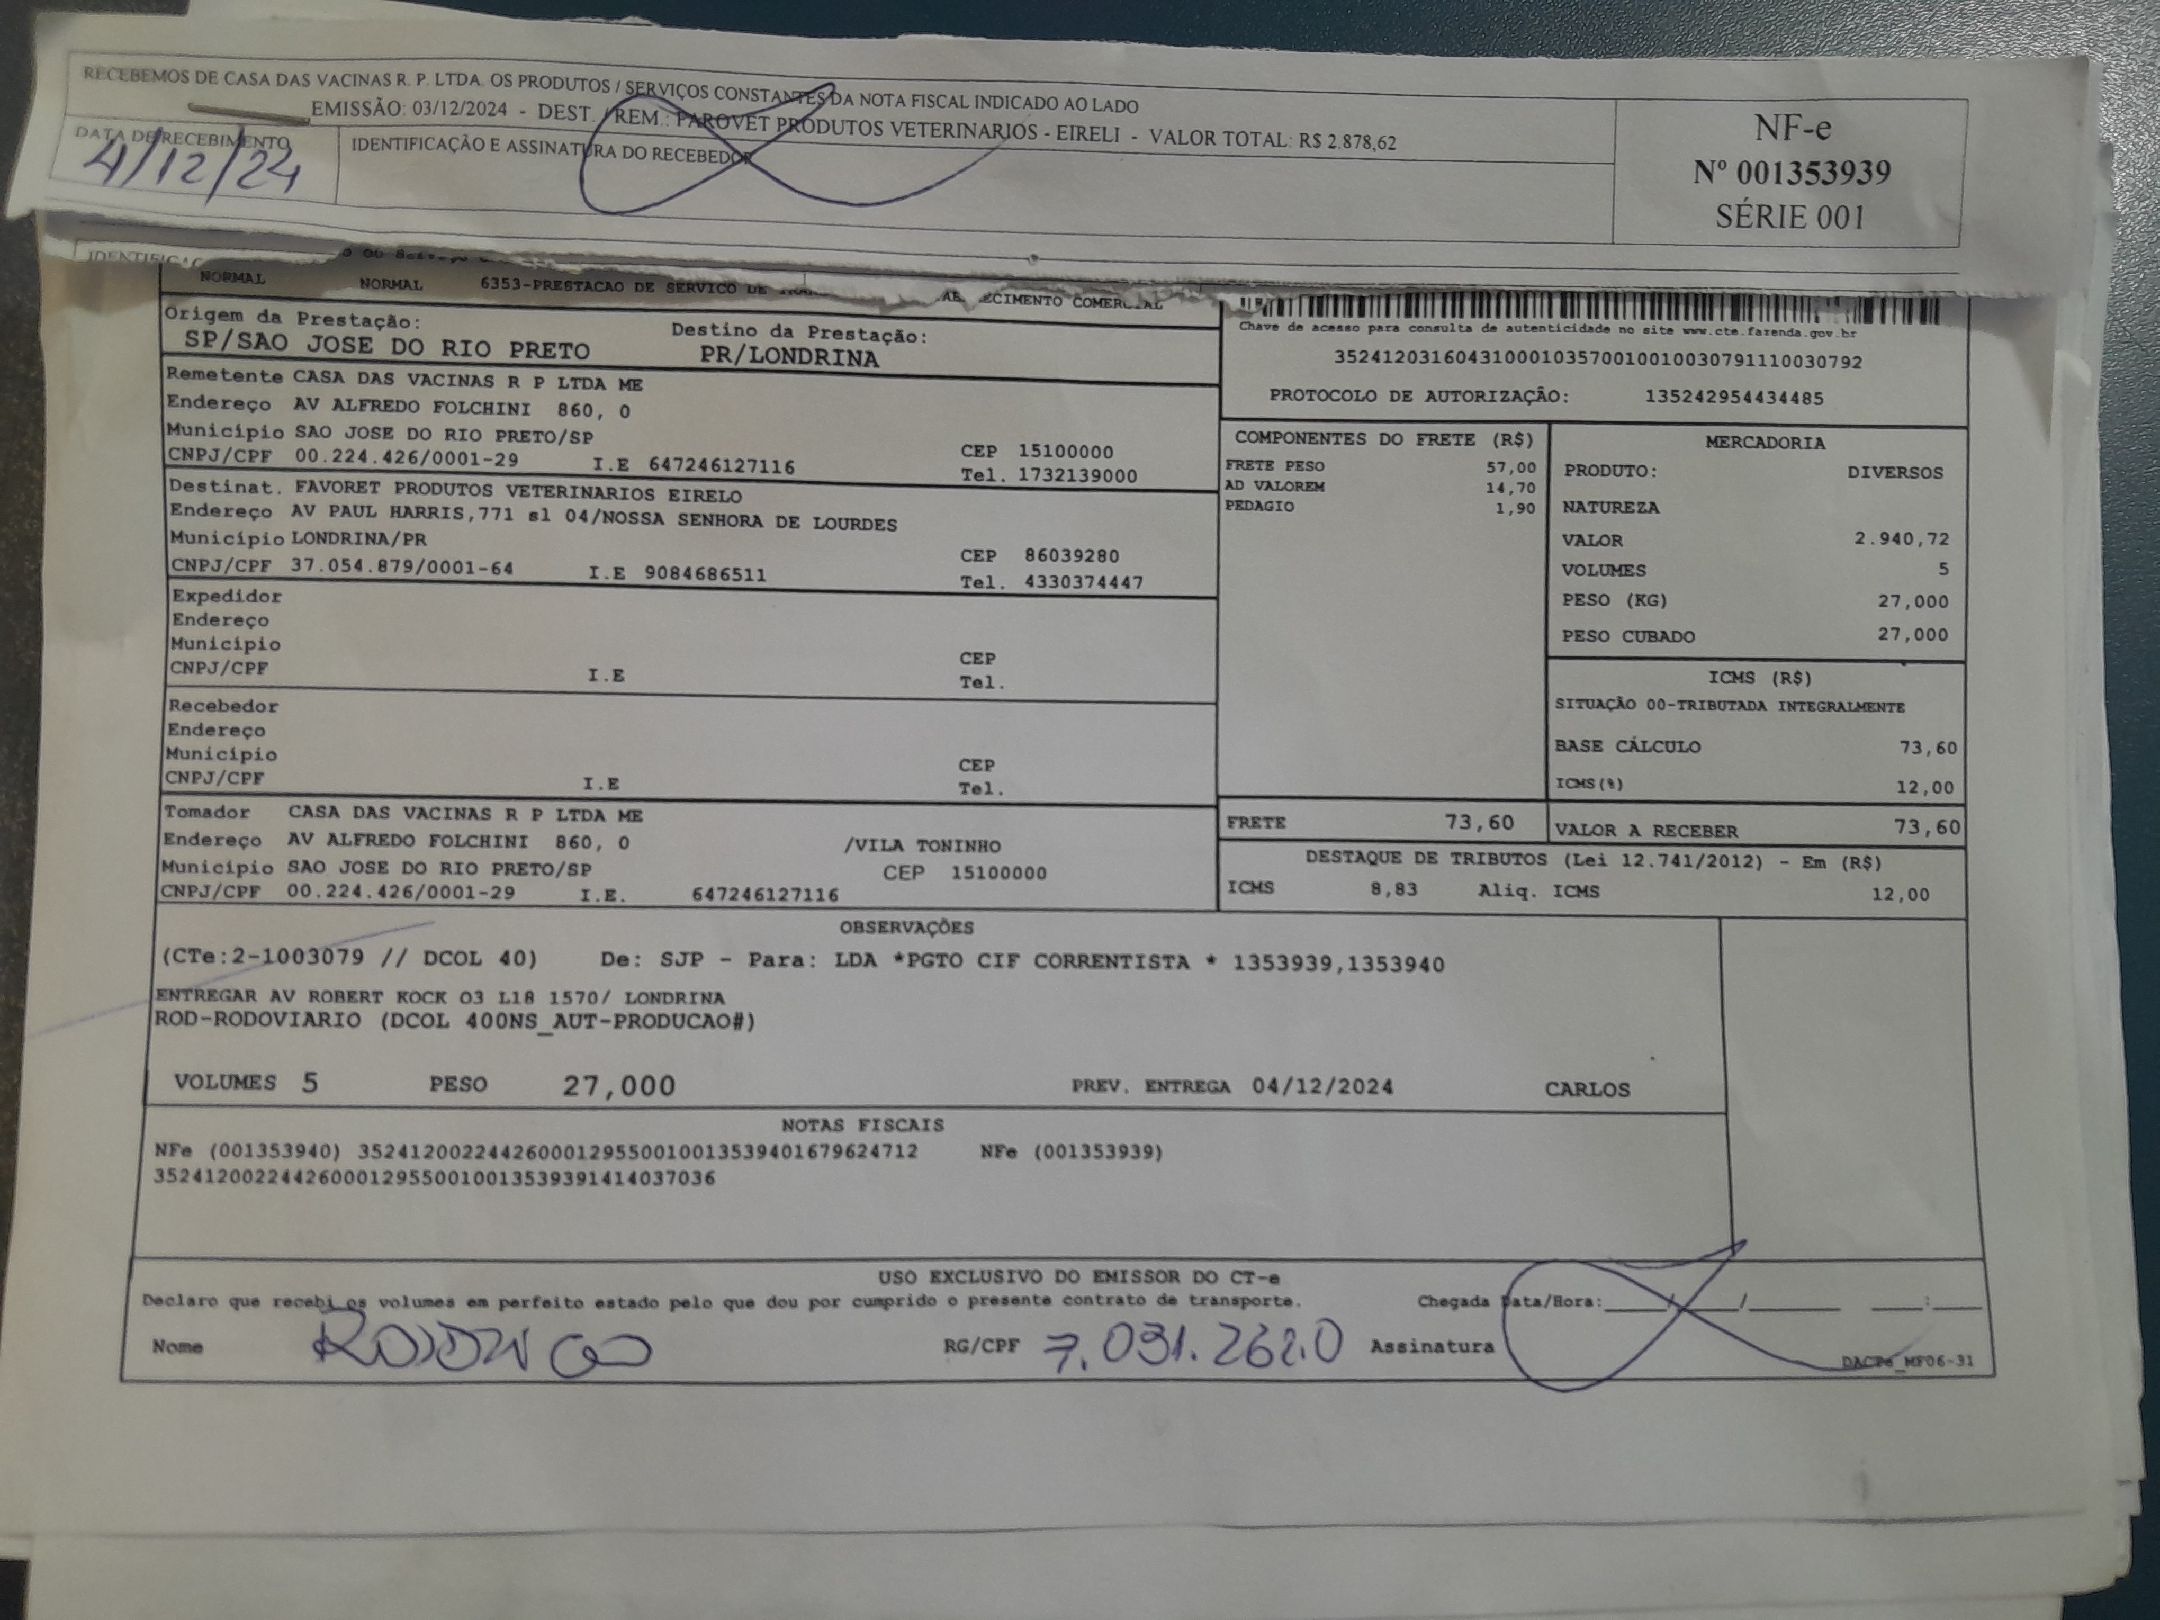 RECEBEMOS DE CASA DAS VACINAS R. P. LTDA. OS PRODUTOS / SERVIÇOS CONSTANTES DA NOTA FISCAL INDICADO AO LADO
EMISSÃO: 03/12/2024 - DEST. / REM.: PAROVET PRODUTOS VETERINARIOS - EIRELI - VALOR TOTAL: R$ 2.878,62
DATA DE RECEBIMENTO
4/12/24
IDENTIFICAÇÃO E ASSINATURA DO RECEBEDOR
NF-e
Nº 001353939
SÉRIE 001
NORMAL NORMAL 6353-PRESTACAO DE SERVICO DE
ECIMENTO COMERCIAL
Origem da Prestação:
SP/SAO JOSE DO RIO PRETO
Destino da Prestação:
PR/LONDRINA
Chave de acesso para consulta de autenticidade no site www.cte.fazenda.gov.br
35241203160431000103570010010030791110030792
PROTOCOLO DE AUTORIZAÇÃO: 135242954434485
Remetente CASA DAS VACINAS R P LTDA ME
Endereço AV ALFREDO FOLCHINI 860, 0
Município SAO JOSE DO RIO PRETO/SP CEP 15100000
CNPJ/CPF 00.224.426/0001-29 I.E 647246127116 Tel. 1732139000
Destinat. FAVORET PRODUTOS VETERINARIOS EIRELO
Endereço AV PAUL HARRIS,771 sl 04/NOSSA SENHORA DE LOURDES
Município LONDRINA/PR CEP 86039280
CNPJ/CPF 37.054.879/0001-64 I.E 9084686511 Tel. 4330374447
Expedidor
Endereço
Município CEP
CNPJ/CPF I.E Tel.
Recebedor
Endereço
Município CEP
CNPJ/CPF I.E Tel.
Tomador CASA DAS VACINAS R P LTDA ME
Endereço AV ALFREDO FOLCHINI 860, 0 /VILA TONINHO
Município SAO JOSE DO RIO PRETO/SP CEP 15100000
CNPJ/CPF 00.224.426/0001-29 I.E. 647246127116
COMPONENTES DO FRETE (R$)
FRETE PESO 57,00
AD VALOREM 14,70
PEDAGIO 1,90
MERCADORIA
PRODUTO: DIVERSOS
NATUREZA
VALOR 2.940,72
VOLUMES 5
PESO (KG) 27,000
PESO CUBADO 27,000
ICMS (R$)
SITUAÇÃO 00-TRIBUTADA INTEGRALMENTE
BASE CÁLCULO 73,60
ICMS(%) 12,00
FRETE 73,60
VALOR A RECEBER 73,60
DESTAQUE DE TRIBUTOS (Lei 12.741/2012) - Em (R$)
ICMS 8,83 Aliq. ICMS 12,00
OBSERVAÇÕES
(CTe:2-1003079 // DCOL 40) De: SJP - Para: LDA *PGTO CIF CORRENTISTA * 1353939,1353940
ENTREGAR AV ROBERT KOCK 03 L18 1570/ LONDRINA
ROD-RODOVIARIO (DCOL 400NS_AUT-PRODUCAO#)
VOLUMES 5 PESO 27,000 PREV. ENTREGA 04/12/2024 CARLOS
NOTAS FISCAIS
NFe (001353940) 35241200224426000129550010013539401679624712 NFe (001353939)
35241200224426000129550010013539391414037036
USO EXCLUSIVO DO EMISSOR DO CT-e
Declaro que recebi os volumes em perfeito estado pelo que dou por cumprido o presente contrato de transporte. Chegada Data/Hora:____/____/______ ___:___
Nome RG/CPF 7.031.262.0 Assinatura
DACTe_MF06-31